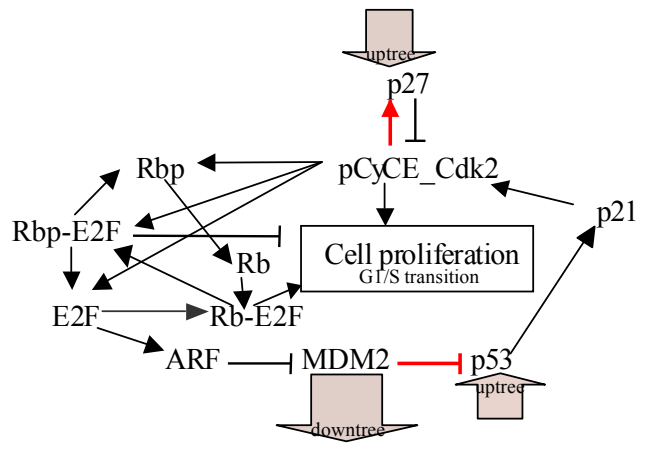 uptree
p27
Rbp
pCyCE_Cdk2
p21
Rbp-E2F
Cell proliferation
G1/S transition
Rb
E2F
Rb-E2F
ARF
MDM2
p53
uptree
downtree